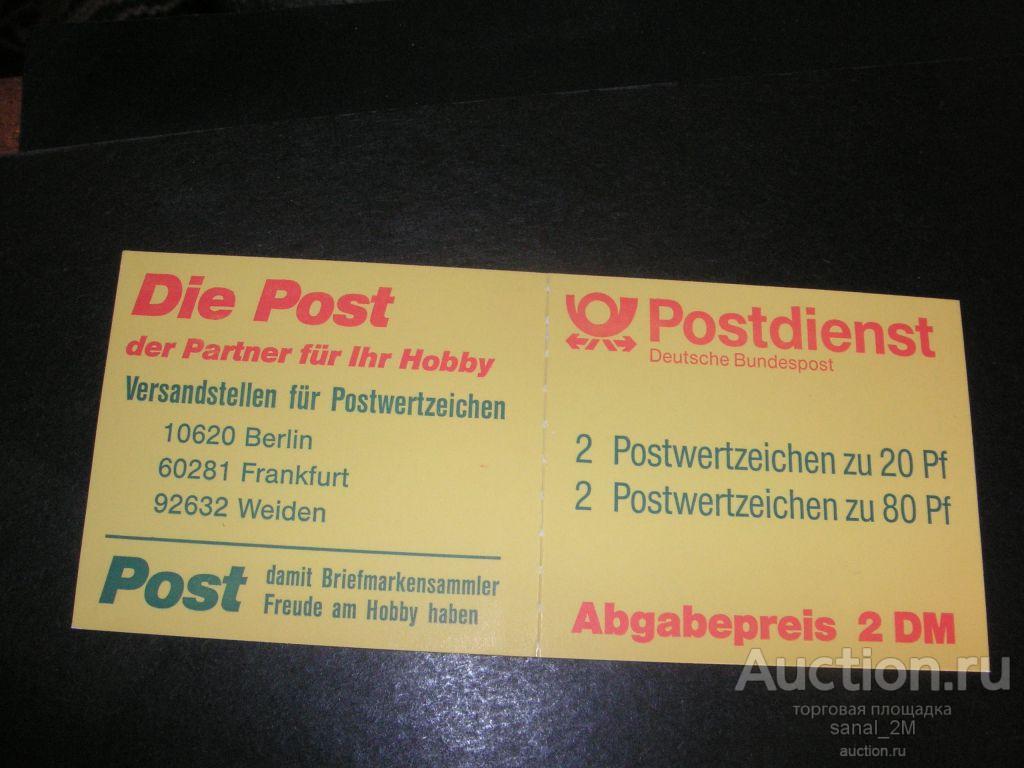 Die Post
der Partner für Ihr Hobby
Versandstellen für Postwertzeichen
10620 Berlin
60281 Frankfurt
92632 Weiden
Post
damit Briefmarkensammler
Freude am Hobby haben
Postdienst
Deutsche Bundespost
2 Postwertzeichen zu 20 Pf
2 Postwertzeichen zu 80 Pf
Abgabepreis 2 DM
Auction.ru
торговая площадка
sanal_2M
auction.ru